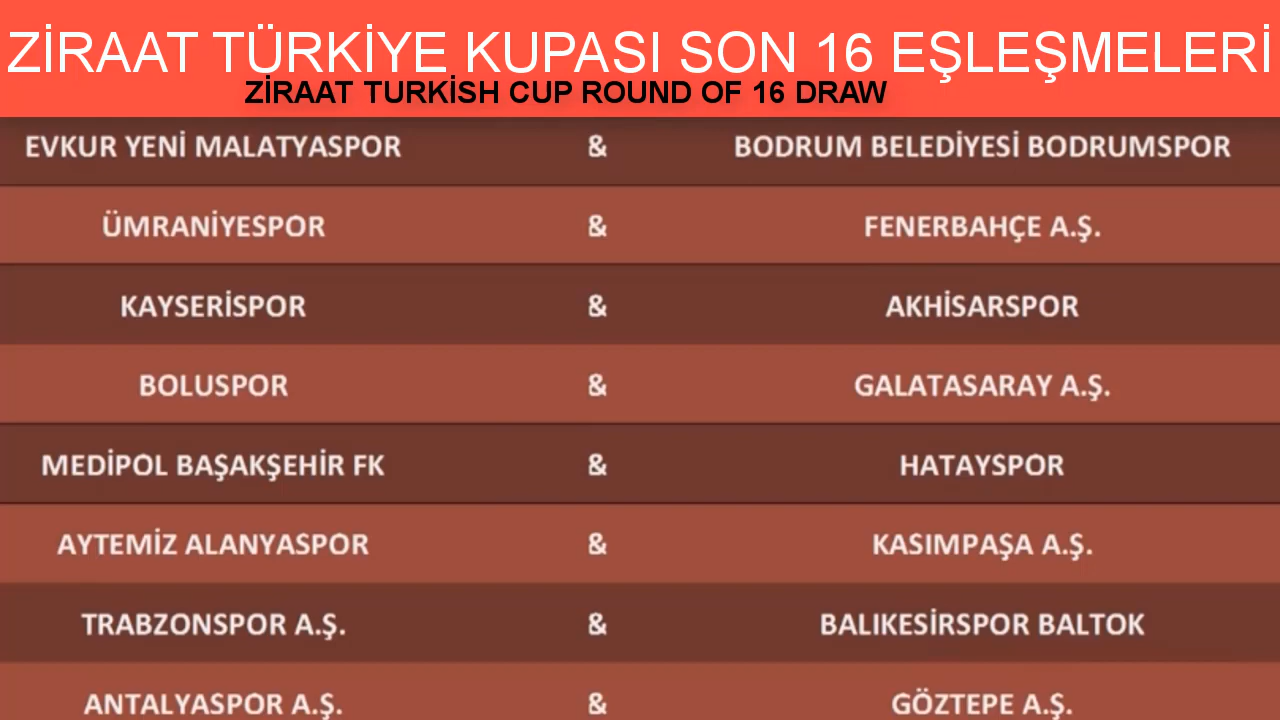 ZİRAAT TÜRKİYE KUPASI SON 16 EŞLEŞMELERİ
ZİRAAT TURKİSH CUP ROUND OF 16 DRAW
EVKUR YENİ MALATYASPOR & BODRUM BELEDİYESİ BODRUMSPOR
ÜMRANİYESPOR & FENERBAHÇE A.Ş.
KAYSERİSPOR & AKHİSARSPOR
BOLUSPOR & GALATASARAY A.Ş.
MEDİPOL BAŞAKŞEHİR FK & HATAYSPOR
AYTEMİZ ALANYASPOR & KASIMPAŞA A.Ş.
TRABZONSPOR A.Ş. & BALIKESİRSPOR BALTOK
ANTALYASPOR A.Ş. & GÖZTEPE A.Ş.